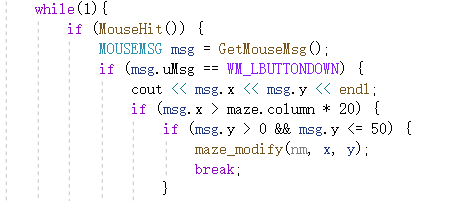 while(1){
if (MouseHit()) {
MOUSEMSG msg = GetMouseMsg();
if (msg.uMsg == WM_LBUTTONDOWN) {
cout << msg.x << msg.y << endl;
if (msg.x > maze.column * 20) {
if (msg.y > 0 && msg.y <= 50) {
maze_modify(nm, x, y);
break;
}